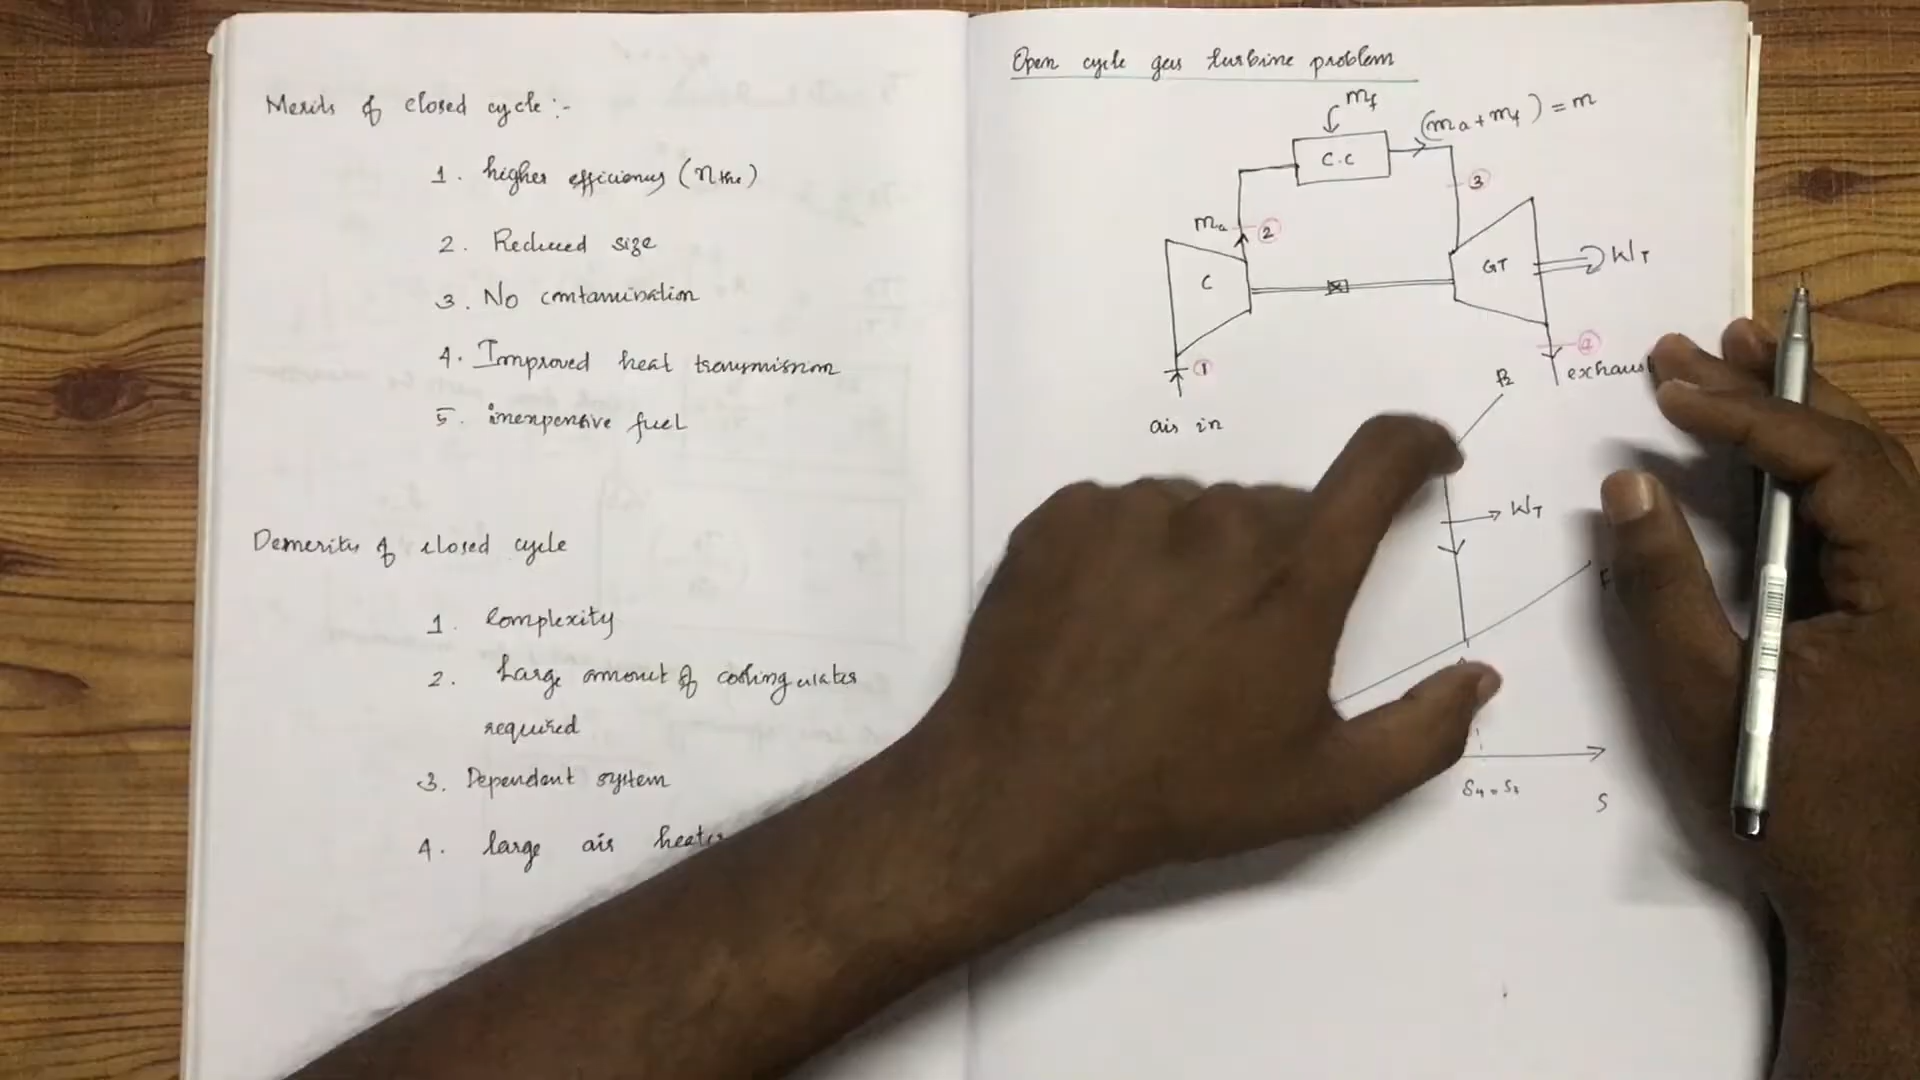 Merits of closed cycle :-
1. higher efficiency (ηthe)
2. Reduced size
3. No contamination
4. Improved heat transmission
5. inexpensive fuel
Demerits of closed cycle
1. Complexity
2. Large amount of cooling water
required
3. Dependent system
4. large air heater
Open cycle gas turbine problem
mf
(ma + mf) = m
C.C
3
ma
2
C
GT
WT
1
4
exhaust
air in
P2
WT
S4 = S3
S